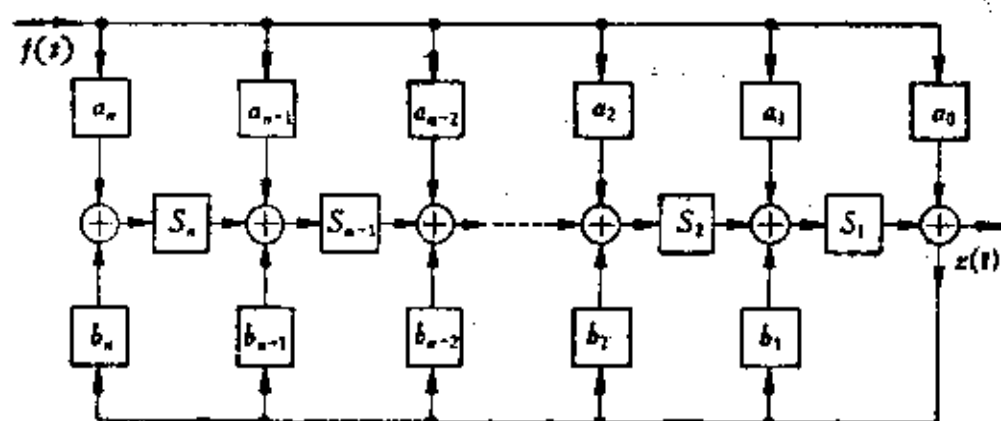 f(t)
a_n a_{n-1} a_{n-2} a_2 a_1 a_0
S_n S_{n-1} S_2 S_1
b_n b_{n-1} b_{n-2} b_2 b_1